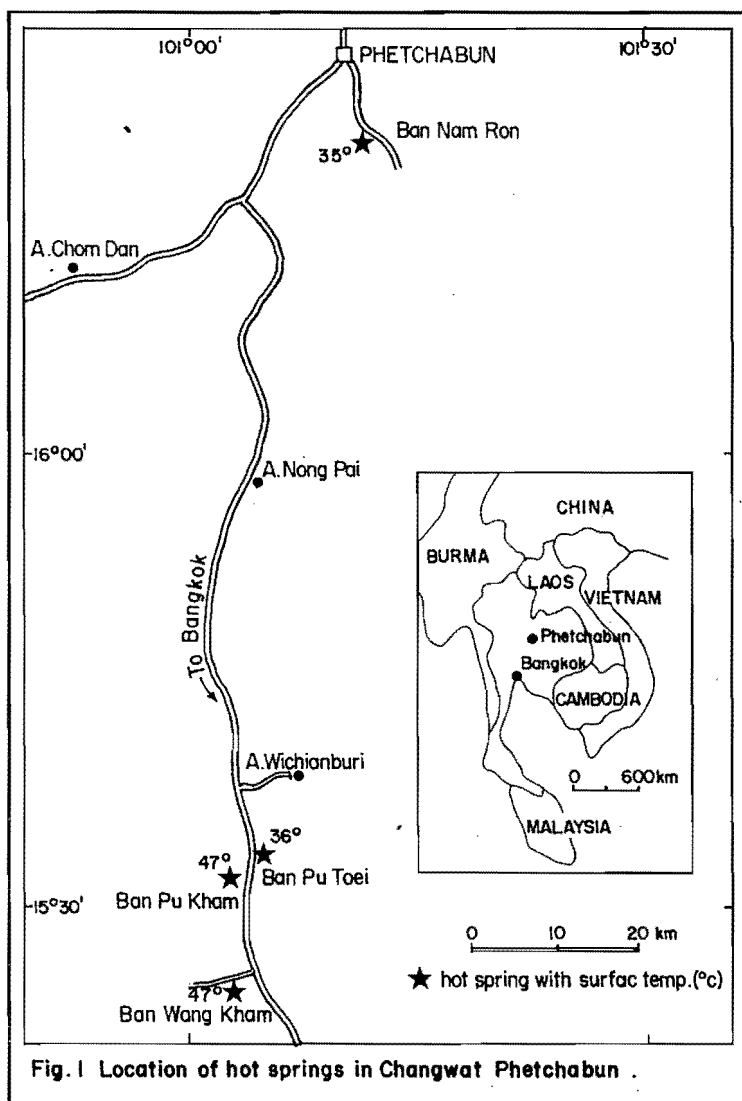 101°00'
101°30'
PHETCHABUN
Ban Nam Ron
35°
A.Chom Dan
16°00'
A.Nong Pai
To Bangkok
CHINA
BURMA
LAOS
VIETNAM
Phetchabun
Bangkok
CAMBODIA
0 600km
MALAYSIA
A.Wichianburi
36°
47°
Ban Pu Toei
Ban Pu Kham
15°30'
0 10 20 km
hot spring with surfac temp.(°c)
47°
Ban Wang Kham
Fig.1 Location of hot springs in Changwat Phetchabun .